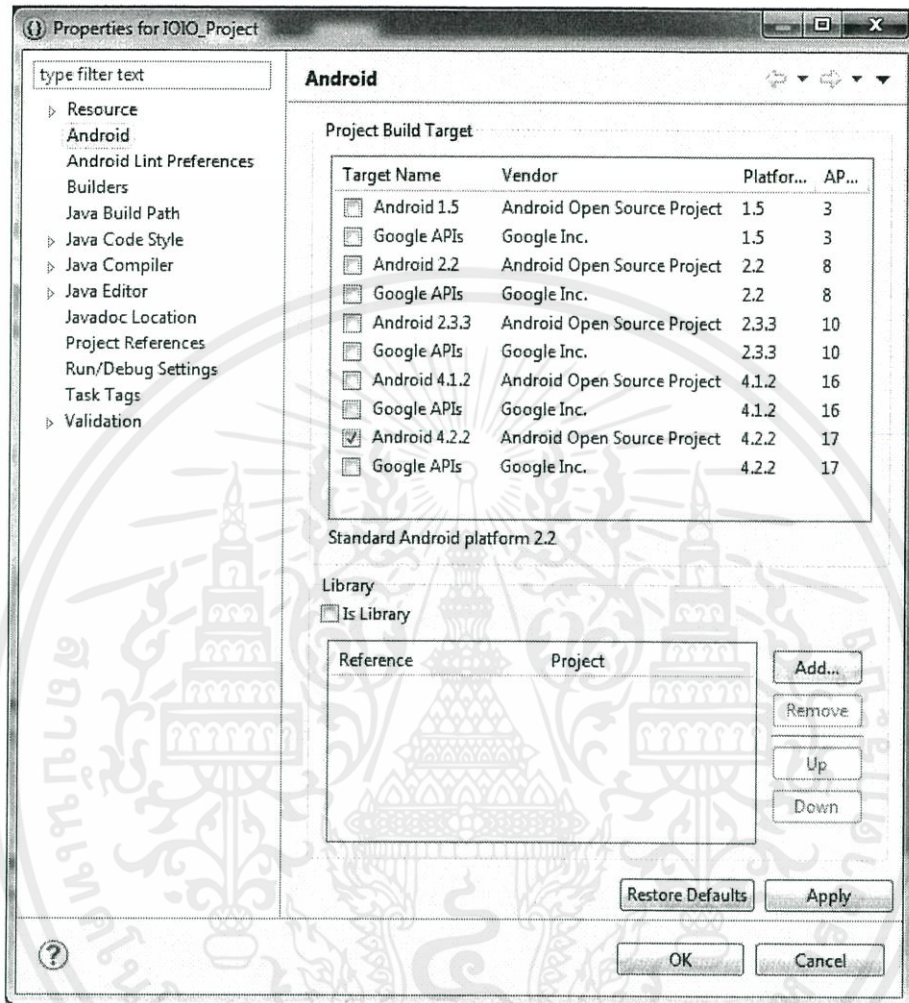 Properties for IOIO_Project
type filter text
Resource
Android
Android Lint Preferences
Builders
Java Build Path
Java Code Style
Java Compiler
Java Editor
Javadoc Location
Project References
Run/Debug Settings
Task Tags
Validation
Android
Project Build Target
Target Name Vendor Platfor... AP...
Android 1.5 Android Open Source Project 1.5 3
Google APIs Google Inc. 1.5 3
Android 2.2 Android Open Source Project 2.2 8
Google APIs Google Inc. 2.2 8
Android 2.3.3 Android Open Source Project 2.3.3 10
Google APIs Google Inc. 2.3.3 10
Android 4.1.2 Android Open Source Project 4.1.2 16
Google APIs Google Inc. 4.1.2 16
Android 4.2.2 Android Open Source Project 4.2.2 17
Google APIs Google Inc. 4.2.2 17
Standard Android platform 2.2
Library
Is Library
Reference Project
Add...
Remove
Up
Down
Restore Defaults Apply
? OK Cancel